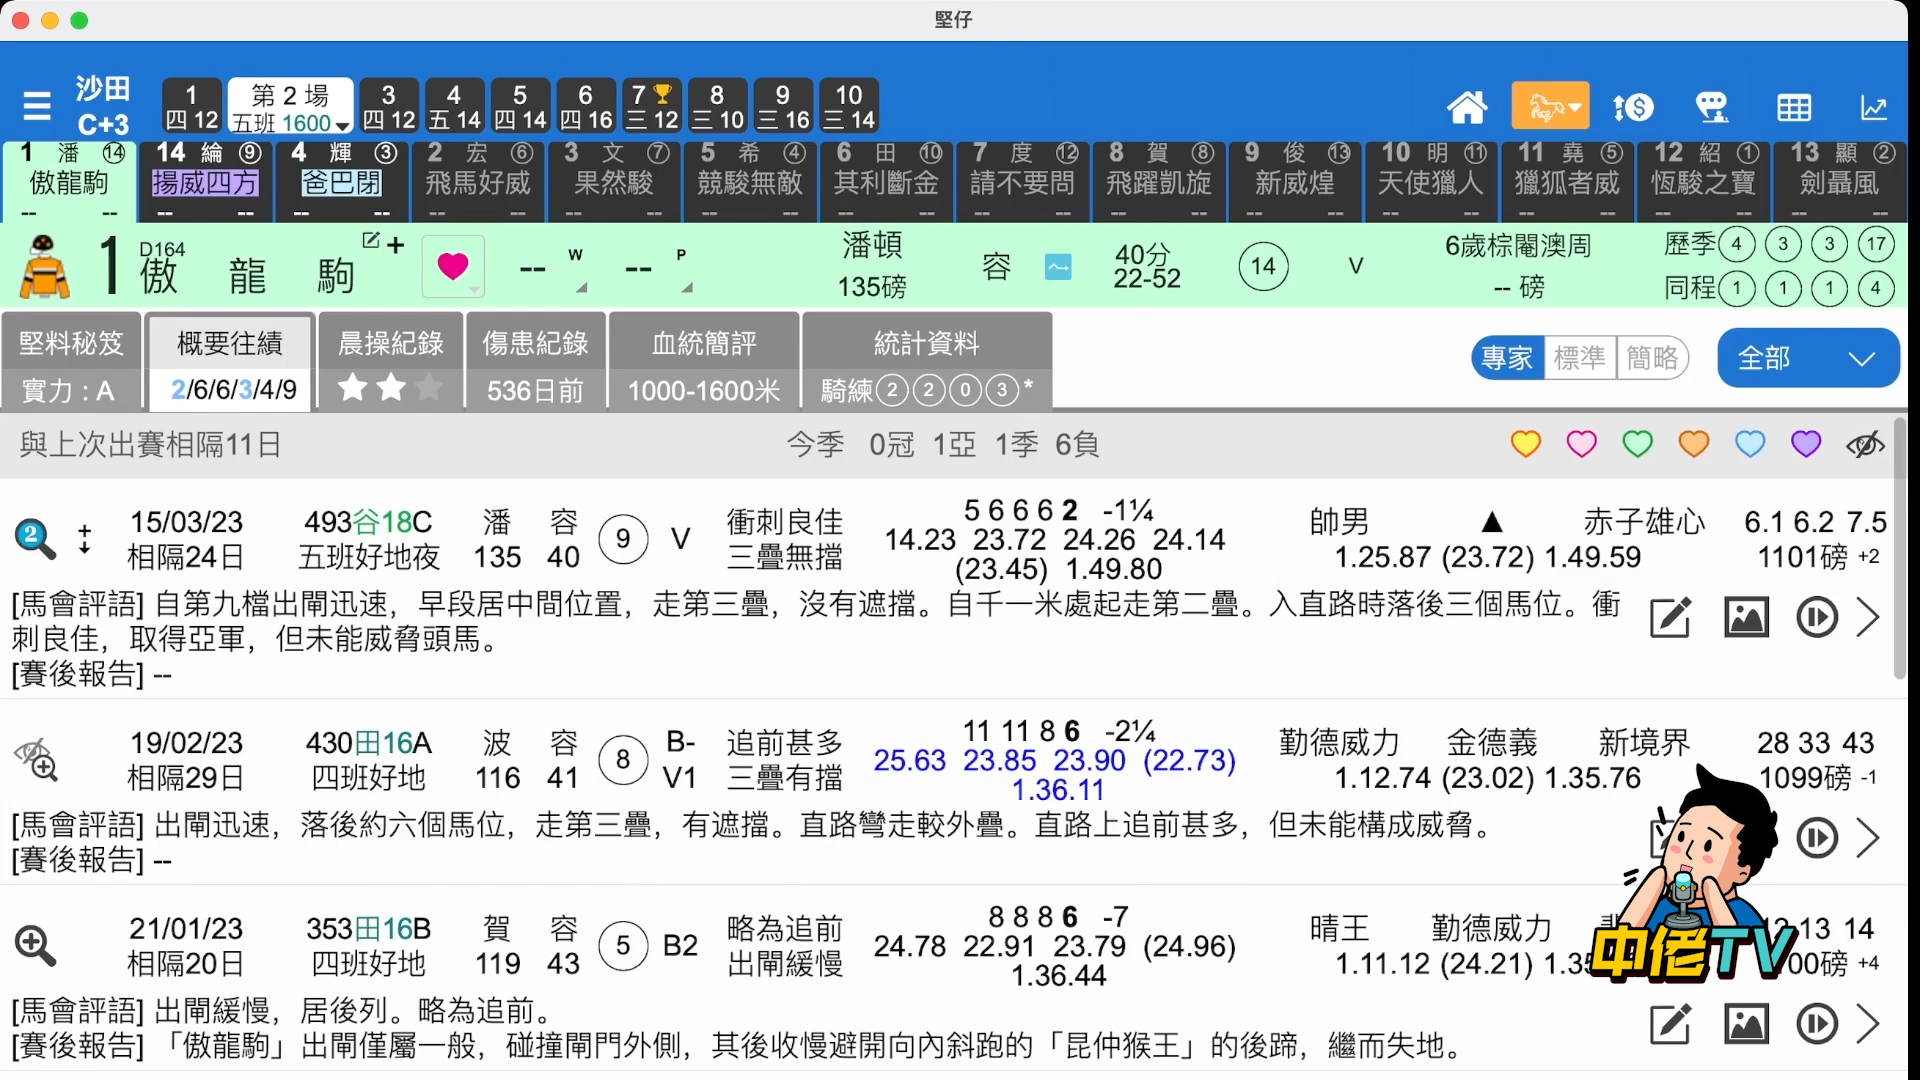 堅仔
沙田
C+3
1
四 12
第 2 場
五班 1600
3
四 12
4
五 14
5
四 14
6
四 16
7
三 12
8
三 10
9
三 16
10
三 14
1 潘 14
傲龍駒
-- --
14 綸 9
揚威四方
-- --
4 輝 3
爸巴閉
-- --
2 宏 6
飛馬好威
-- --
3 文 7
果然駿
-- --
5 希 4
競駿無敵
-- --
6 田 10
其利斷金
-- --
7 度 12
請不要問
-- --
8 賀 8
飛躍凱旋
-- --
9 俊 13
新威煌
-- --
10 明 11
天使獵人
-- --
11 堯 5
獵狐者威
-- --
12 紹 1
恆駿之寶
-- --
13 顯 2
劍聶風
-- --
1 D164
傲 龍 駒
-- W -- P
潘頓
135磅
容
40分
22-52
14
V
6歲棕閹澳周
-- 磅
歷季 4 3 3 17
同程 1 1 1 4
堅料秘笈
實力 : A
概要往績
2/6/6/3/4/9
晨操紀錄
傷患紀錄
536日前
血統簡評
1000-1600米
統計資料
騎練 2 2 0 3 *
專家 標準 簡略
全部
與上次出賽相隔11日 今季 0冠 1亞 1季 6負
2
15/03/23 493谷18C 潘 容 9 V 衝刺良佳 5 6 6 6 2 -1¼ 帥男 ▲ 赤子雄心 6.1 6.2 7.5
相隔24日 五班好地夜 135 40 三疊無擋 14.23 23.72 24.26 24.14 1.25.87 (23.72) 1.49.59 1101磅 +2
(23.45) 1.49.80
[馬會評語] 自第九檔出閘迅速，早段居中間位置，走第三疊，沒有遮擋。自千一米處起走第二疊。入直路時落後三個馬位。衝
刺良佳，取得亞軍，但未能威脅頭馬。
[賽後報告] --
19/02/23 430田16A 波 容 8 B- 追前甚多 11 11 8 6 -2¼ 勤德威力 金德義 新境界 28 33 43
相隔29日 四班好地 116 41 V1 三疊有擋 25.63 23.85 23.90 (22.73) 1.12.74 (23.02) 1.35.76 1099磅 -1
1.36.11
[馬會評語] 出閘迅速，落後約六個馬位，走第三疊，有遮擋。直路彎走較外疊。直路上追前甚多，但未能構成威脅。
[賽後報告] --
21/01/23 353田16B 賀 容 5 B2 略為追前 8 8 8 6 -7 晴王 勤德威力 13 14
相隔20日 四班好地 119 43 出閘緩慢 24.78 22.91 23.79 (24.96) 1.11.12 (24.21) 00磅 +4
1.36.44
中佬TV
[馬會評語] 出閘緩慢，居後列。略為追前。
[賽後報告] 「傲龍駒」出閘僅屬一般，碰撞閘門外側，其後收慢避開向內斜跑的「昆仲猴王」的後蹄，繼而失地。